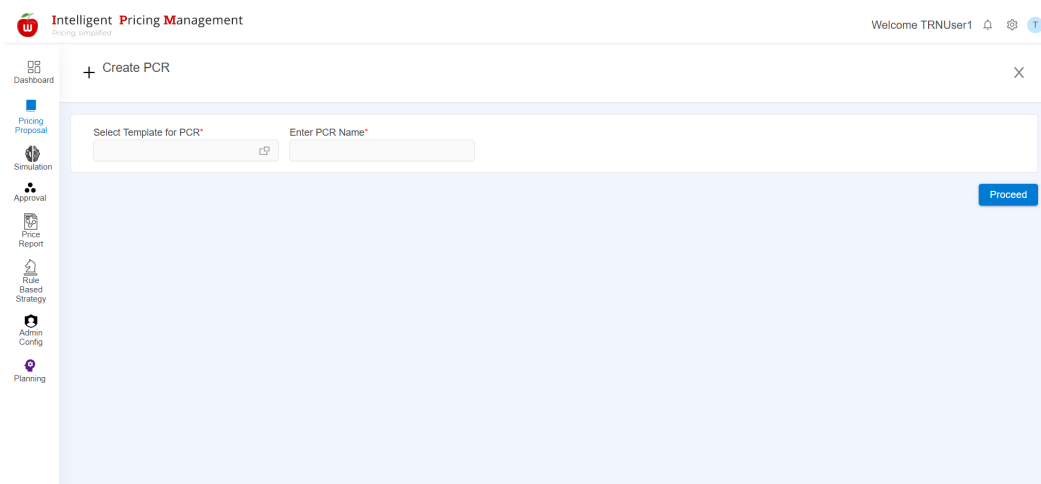 w
Intelligent Pricing Management
Pricing, simplified
Welcome TRNUser1
T
Dashboard
Pricing
Proposal
Simulation
Approval
Price
Report
Rule
Based
Strategy
Admin
Config
Planning
+ Create PCR
X
Select Template for PCR*
Enter PCR Name*
Proceed